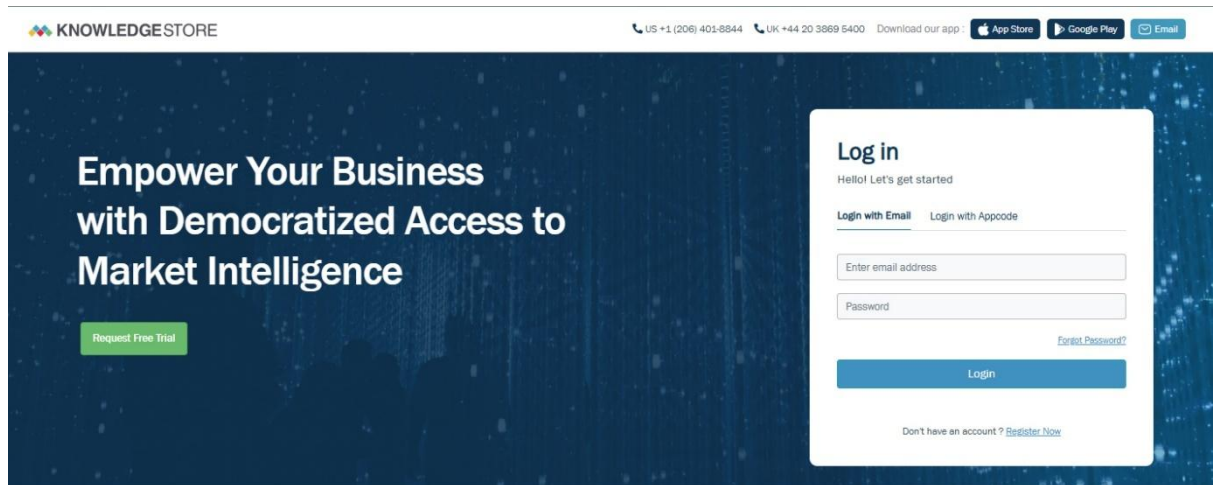 KNOWLEDGESTORE
US +1 (206) 401-8844 UK +44 20 3869 5400 Download our app : App Store Google Play Email
Empower Your Business
with Democratized Access to
Market Intelligence
Request Free Trial
Log in
Hello! Let's get started
Login with Email Login with Appcode
Enter email address
Password
Forgot Password?
Login
Don't have an account ? Register Now